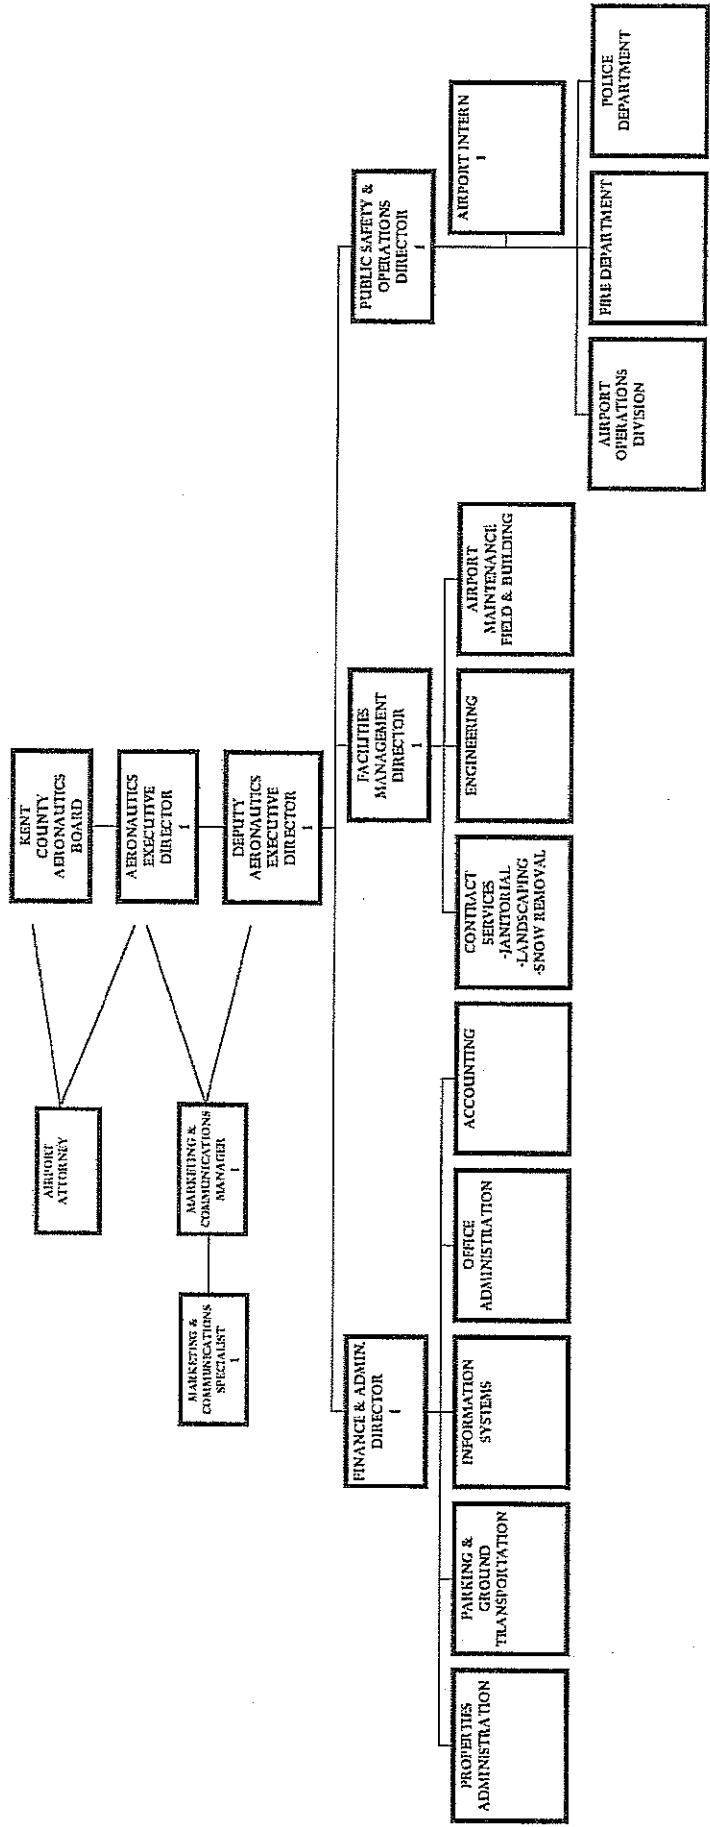 KENT
COUNTY
AERONAUTICS
BOARD
AERONAUTICS
EXECUTIVE
DIRECTOR
1
DEPUTY
AERONAUTICS
EXECUTIVE
DIRECTOR
1
AIRPORT
ATTORNEY
MARKETING &
COMMUNICATIONS
MANAGER
1
MARKETING &
COMMUNICATIONS
SPECIALIST
1
FINANCE & ADMIN.
DIRECTOR
1
FACILITIES
MANAGEMENT
DIRECTOR
1
PUBLIC SAFETY &
OPERATIONS
DIRECTOR
1
AIRPORT INTERN
1
PROPERTIES
ADMINISTRATION
PARKING &
GROUND
TRANSPORTATION
INFORMATION
SYSTEMS
OFFICE
ADMINISTRATION
ACCOUNTING
CONTRACT
SERVICES
-JANITORIAL
-LANDSCAPING
-SNOW REMOVAL
ENGINEERING
AIRPORT
MAINTENANCE
FIELD & BUILDING
AIRPORT
OPERATIONS
DIVISION
FIRE DEPARTMENT
POLICE
DEPARTMENT